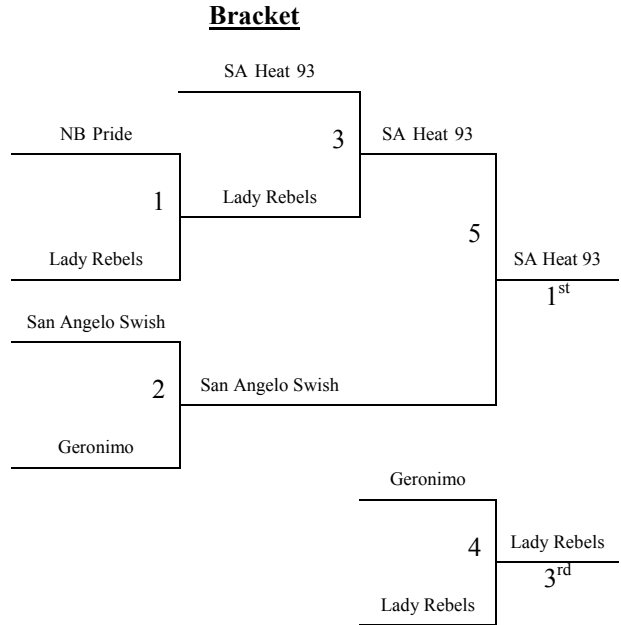 Bracket
SA Heat 93
NB Pride
3
SA Heat 93
1
Lady Rebels
5
Lady Rebels
SA Heat 93
1st
San Angelo Swish
2
San Angelo Swish
Geronimo
Geronimo
4
Lady Rebels
3rd
Lady Rebels